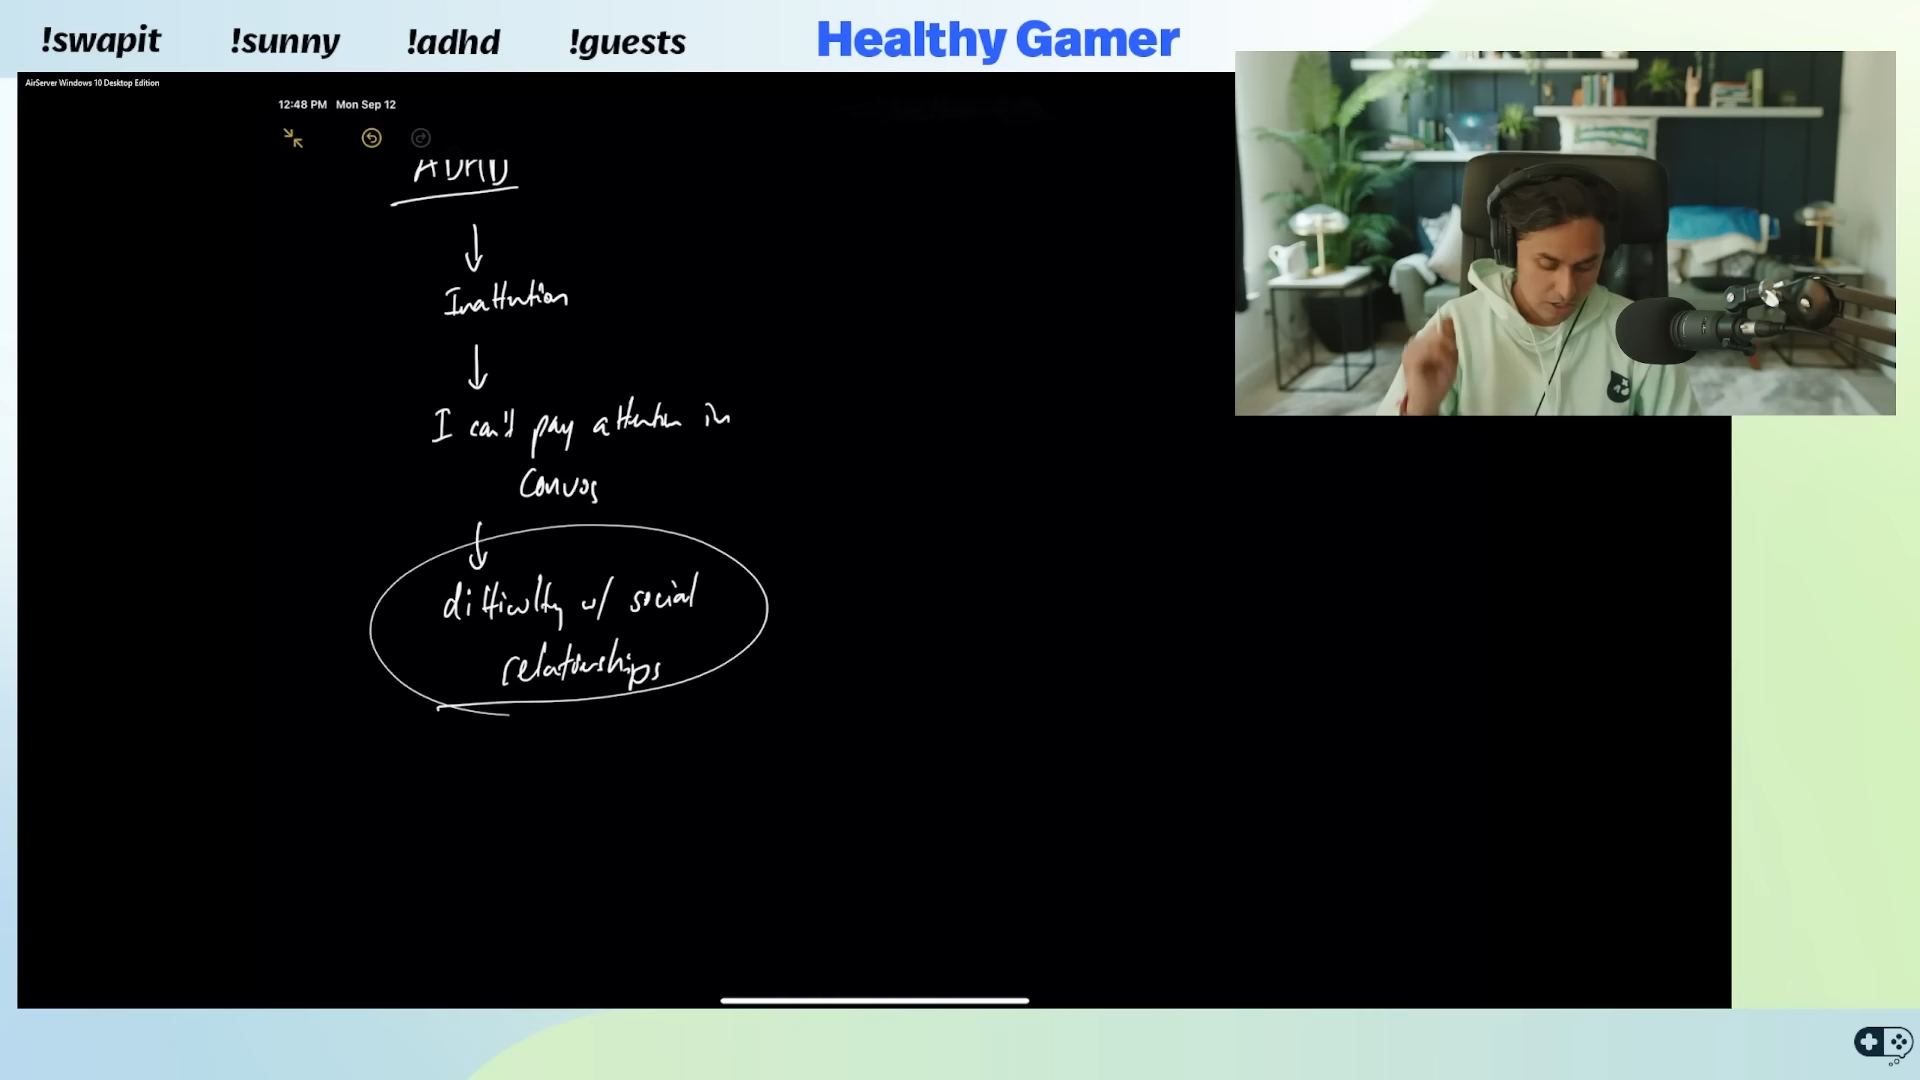 !swapit !sunny !adhd !guests Healthy Gamer
AirServer Windows 10 Desktop Edition
12:48 PM Mon Sep 12
ADHD
Inattention
I can't pay attention in
Convos
difficulty w/ social
relationships